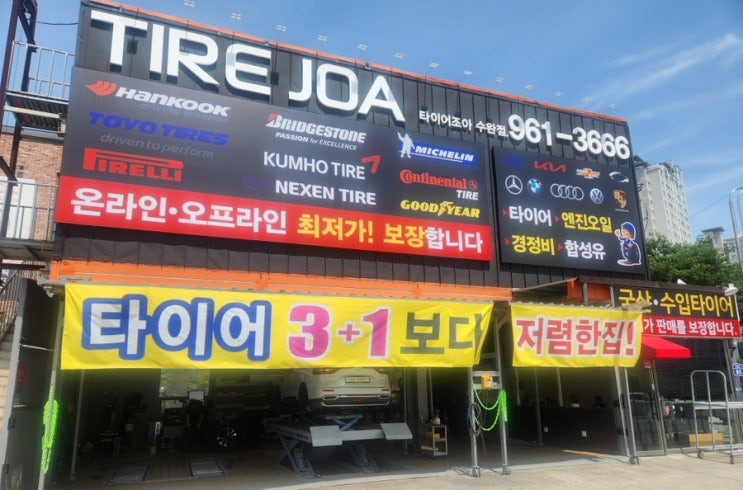 TIRE JOA
타이어조아 수왕점. 961-3666
HANKOOK
driving emotion
TOYO TIRES
driven to perform
PIRELLI
BRIDGESTONE
PASSION for EXCELLENCE
KUMHO TIRE
NEXEN TIRE
MICHELIN
Continental
TIRE
GOODYEAR
온라인·오프라인 최저가! 보장합니다
KIA
Audi
타이어 엔진오일
경정비 합성유
타이어 3+1 보다
저렴한집!
국산·수입타이어
가 판매를 보장합니다.